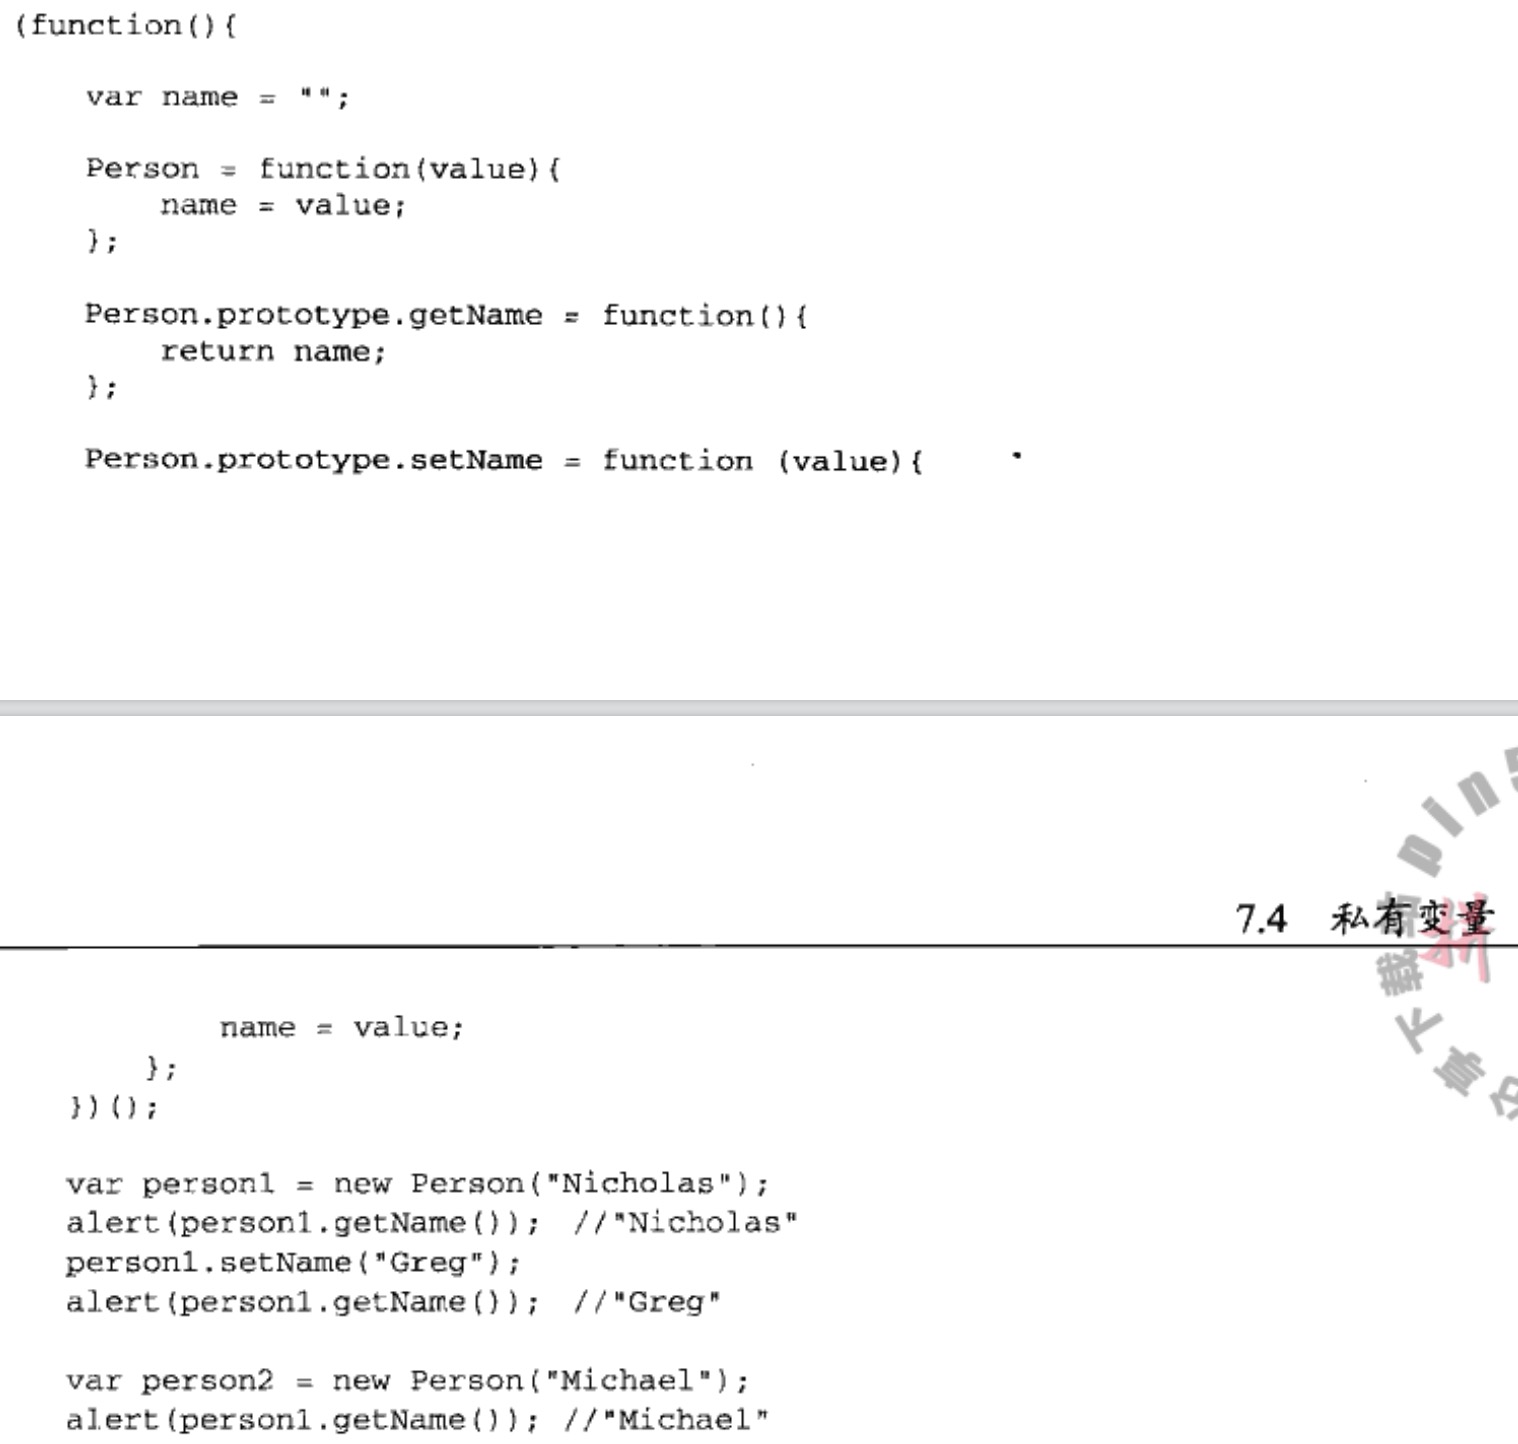 (function(){
var name = "";
Person = function(value){
name = value;
};
Person.prototype.getName = function(){
return name;
};
Person.prototype.setName = function (value){
7.4 私有变量
name = value;
};
})();
var person1 = new Person("Nicholas");
alert(person1.getName()); //"Nicholas"
person1.setName("Greg");
alert(person1.getName()); //"Greg"
var person2 = new Person("Michael");
alert(person1.getName()); //"Michael"